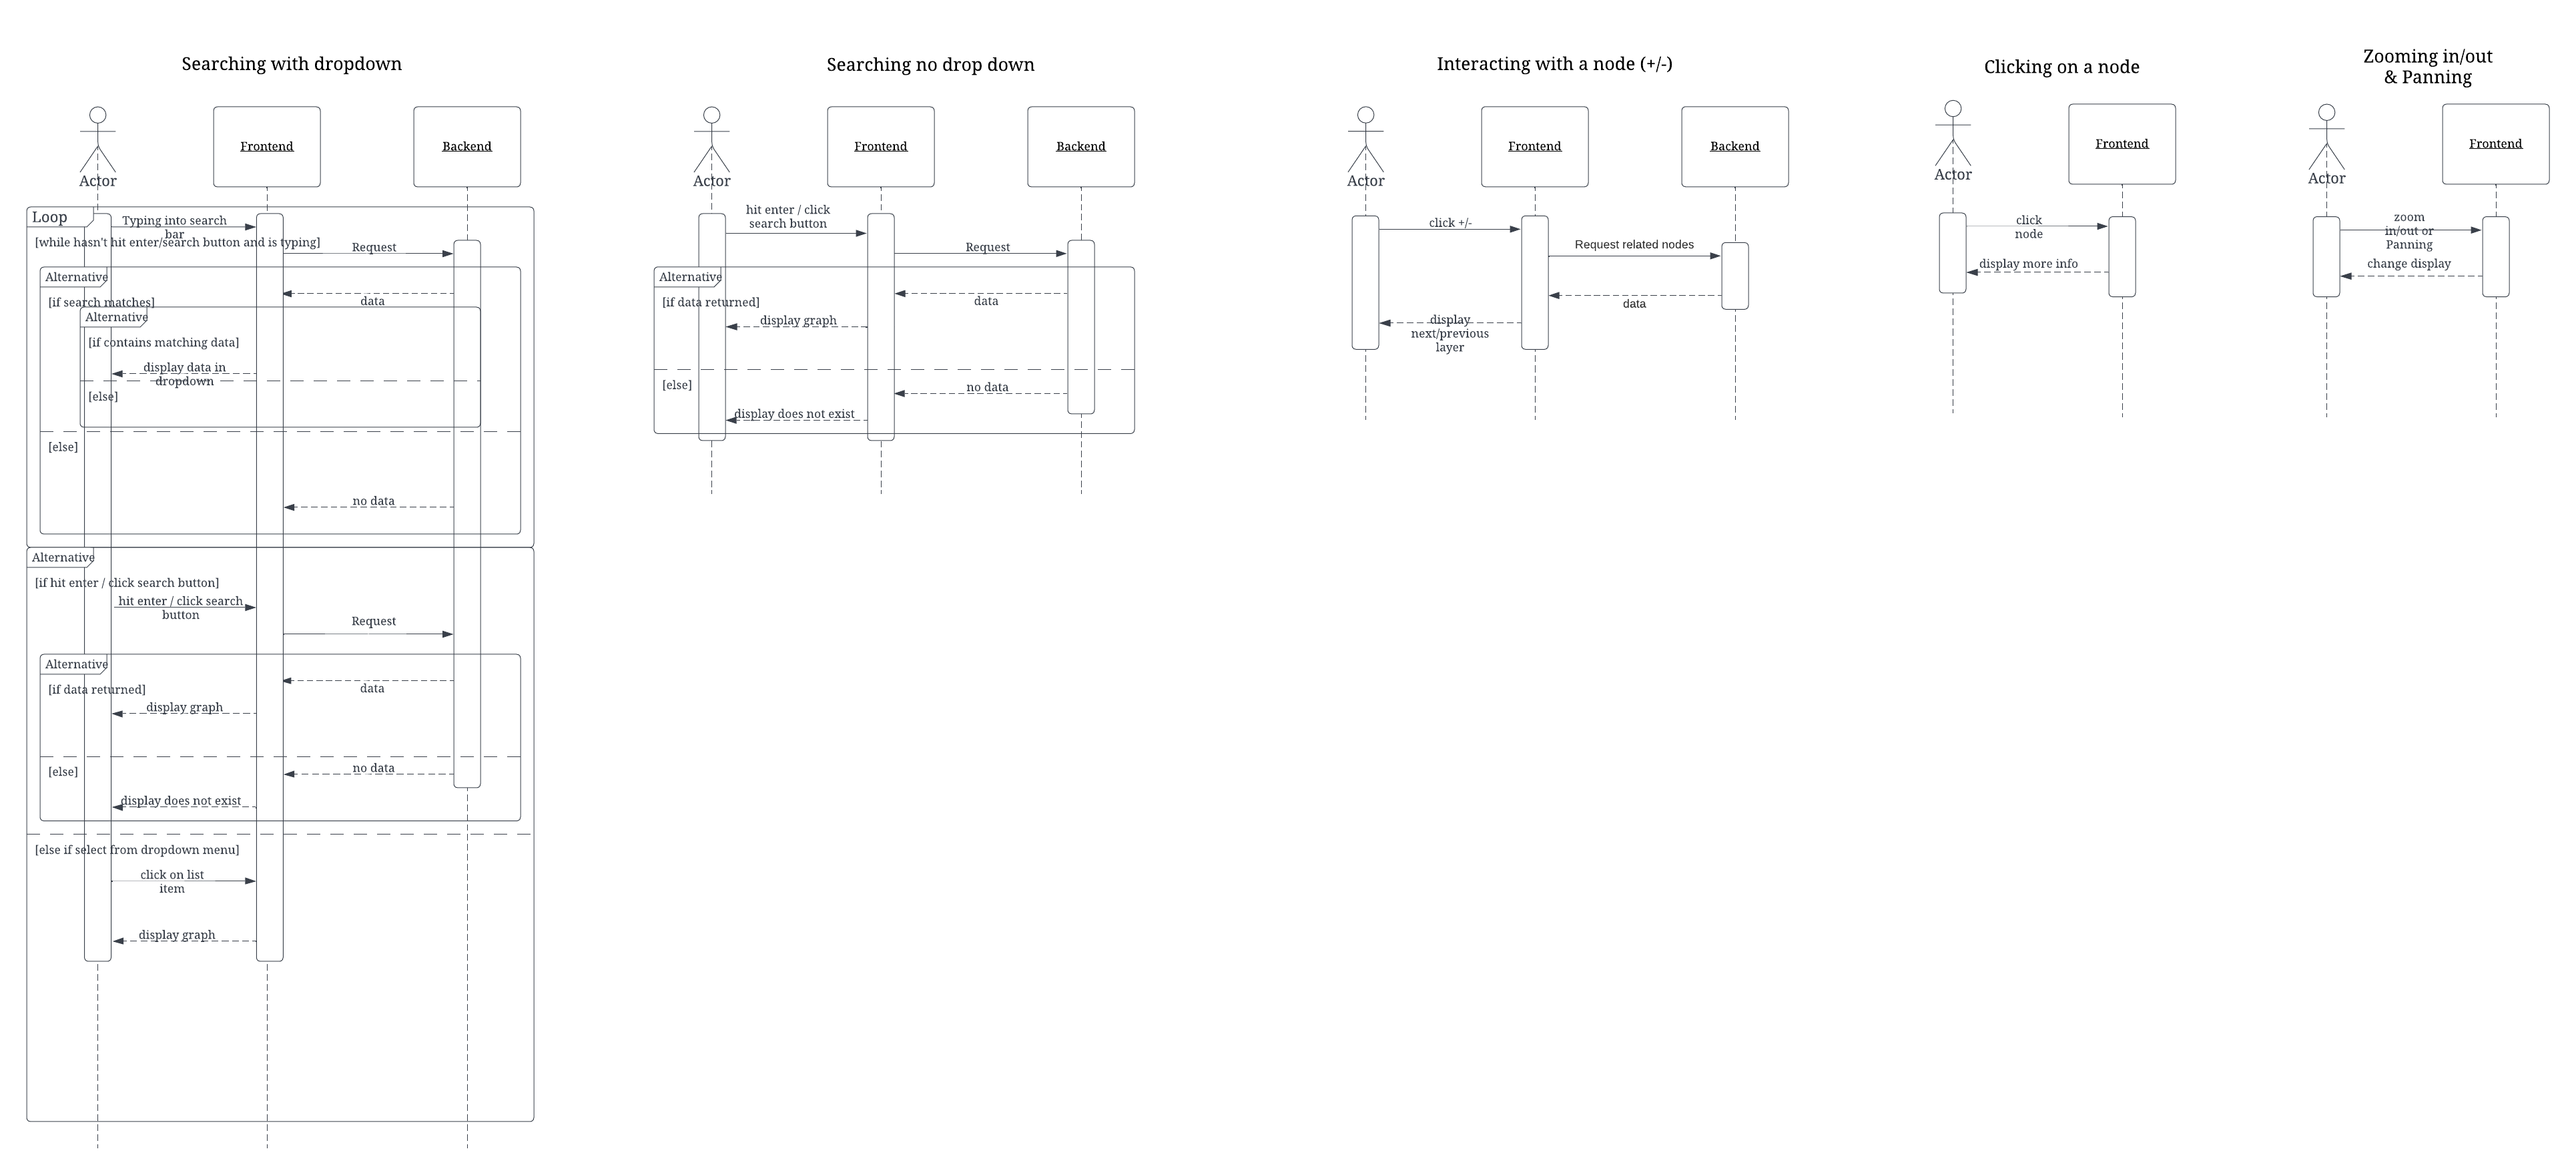 Searching with dropdown
Actor
Frontend
Backend
Loop
Typing into search
bar
[while hasn't hit enter/search button and is typing]
Request
Alternative
data
[if search matches]
Alternative
[if contains matching data]
display data in
dropdown
[else]
[else]
no data
Alternative
[if hit enter / click search button]
hit enter / click search
button
Request
Alternative
data
[if data returned]
display graph
[else]
no data
display does not exist
[else if select from dropdown menu]
click on list
item
display graph
Searching no drop down
Actor
Frontend
Backend
hit enter / click
search button
Request
Alternative
data
[if data returned]
display graph
[else]
no data
display does not exist
Interacting with a node (+/-)
Actor
Frontend
Backend
click +/-
Request related nodes
data
display
next/previous
layer
Clicking on a node
Actor
Frontend
click
node
display more info
Zooming in/out
& Panning
Actor
Frontend
zoom
in/out or
Panning
change display